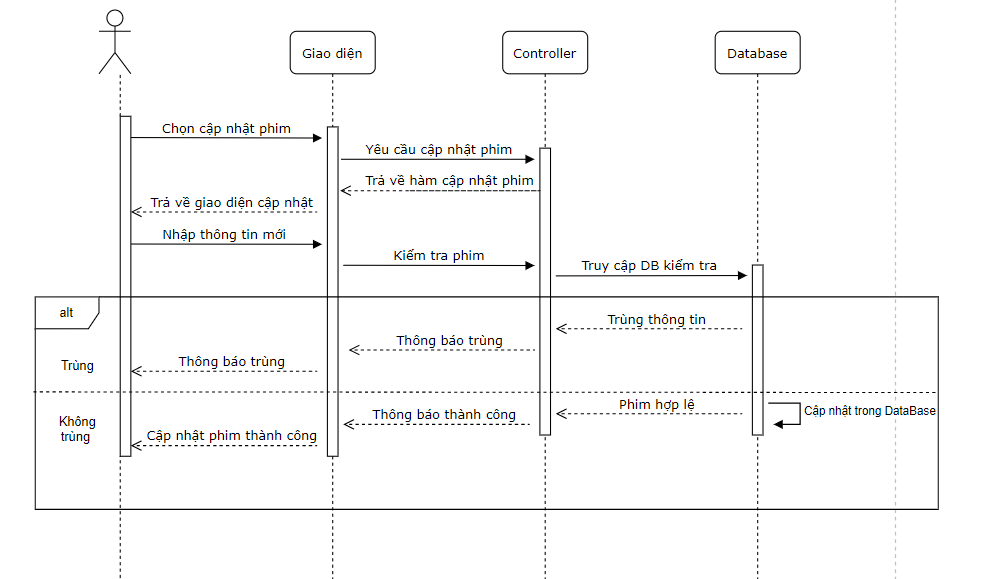 Giao diện
Controller
Database
Chọn cập nhật phim
Yêu cầu cập nhật phim
Trả về hàm cập nhật phim
Trả về giao diện cập nhật
Nhập thông tin mới
Kiểm tra phim
Truy cập DB kiểm tra
alt
Trùng thông tin
Thông báo trùng
Trùng
Thông báo trùng
Phim hợp lệ
Cập nhật trong DataBase
Thông báo thành công
Không
trùng
Cập nhật phim thành công